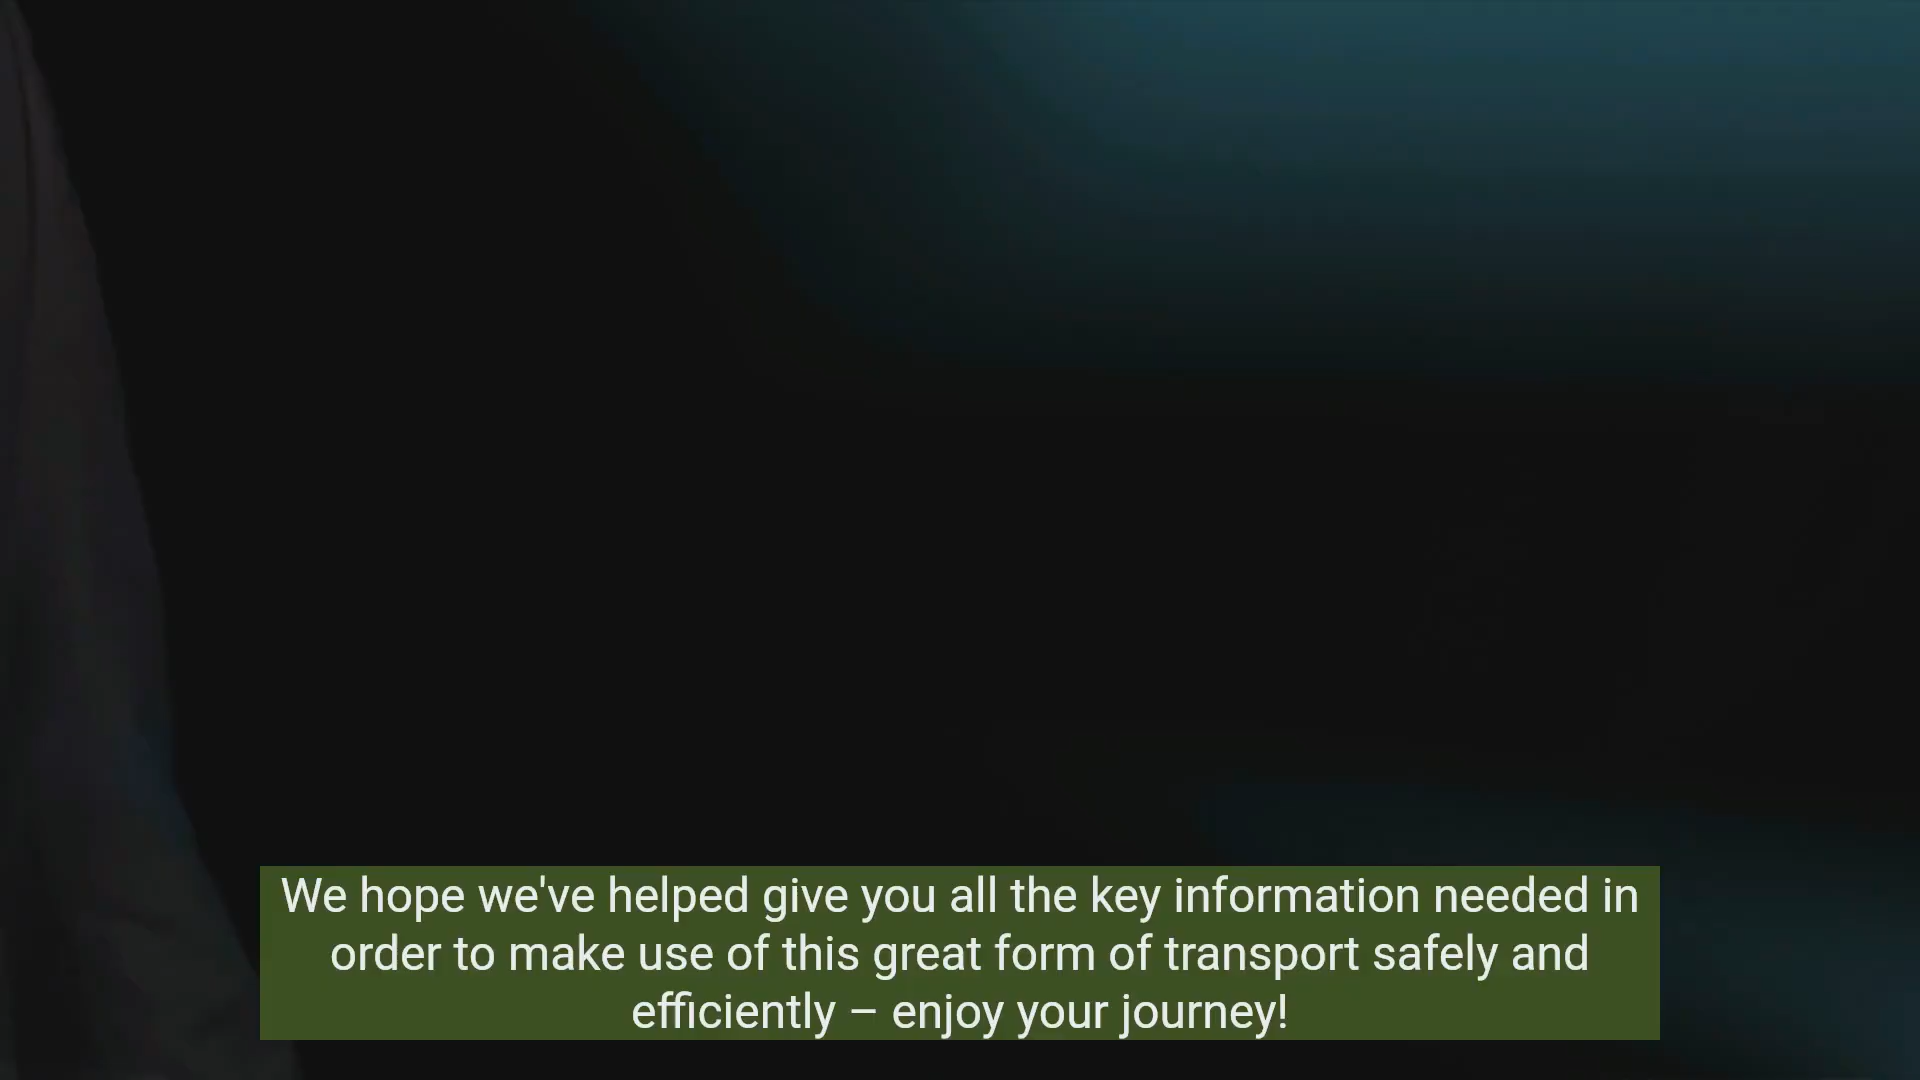 We hope we've helped give you all the key information needed in
order to make use of this great form of transport safely and
efficiently – enjoy your journey!